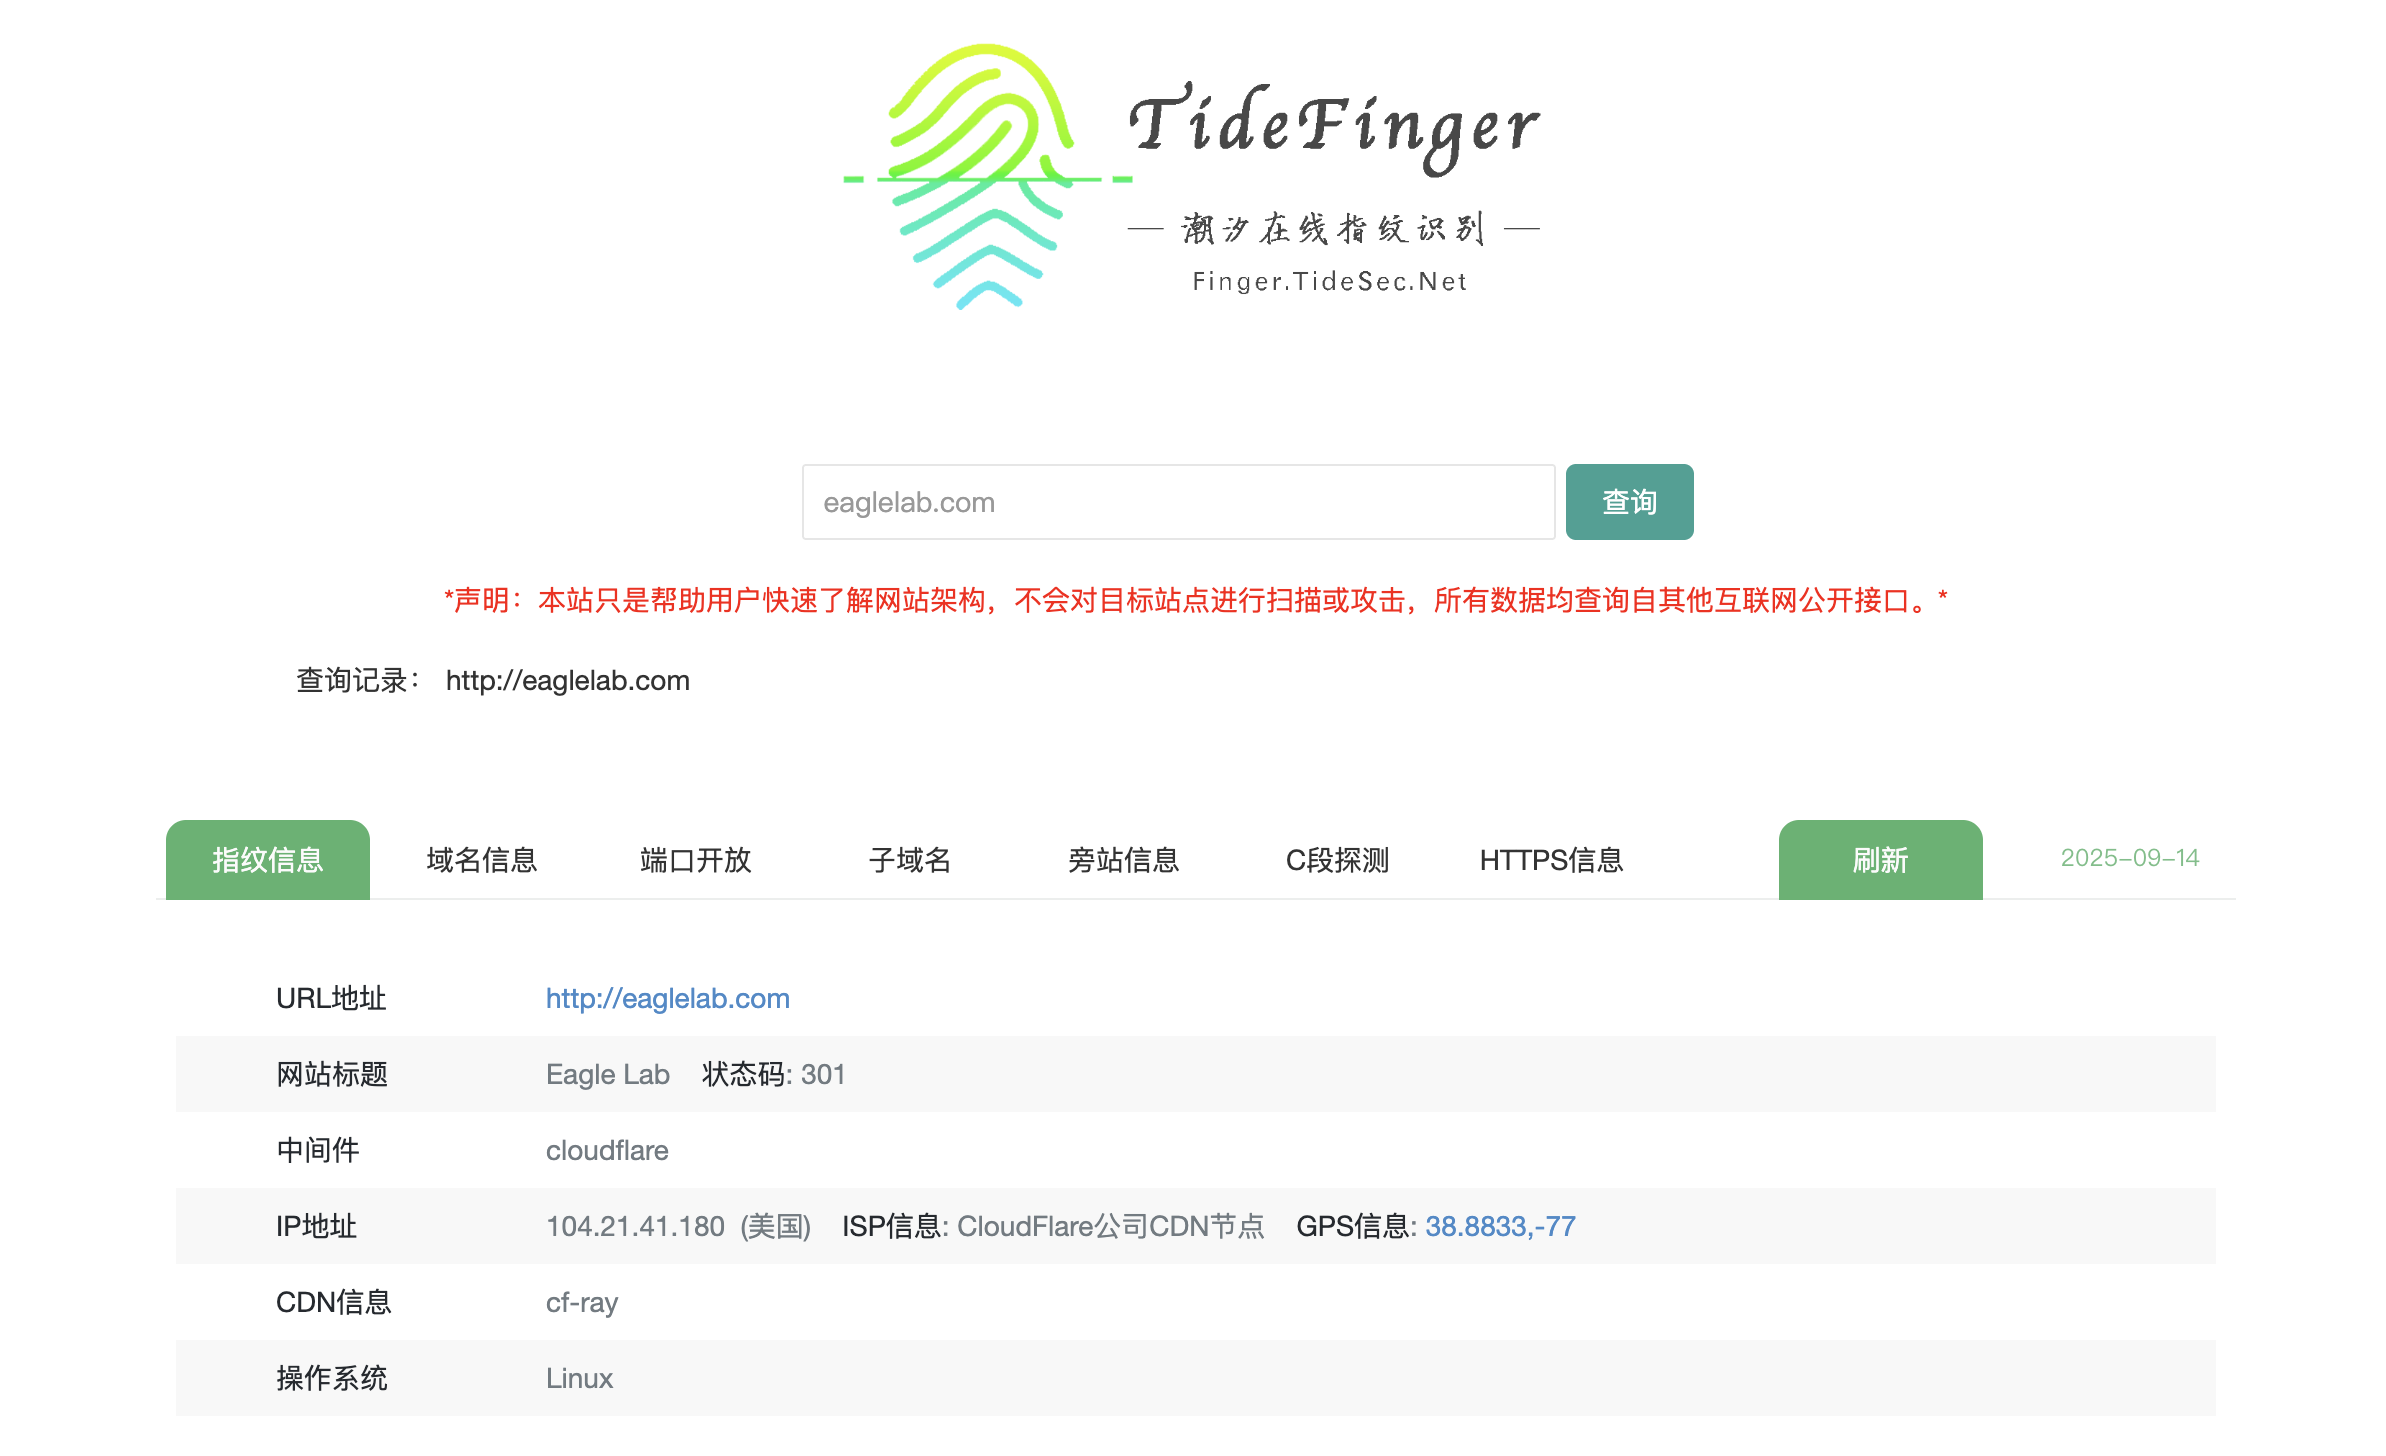 TideFinger
潮汐在线指纹识别
Finger.TideSec.Net
eaglelab.com 查询
*声明：本站只是帮助用户快速了解网站架构，不会对目标站点进行扫描或攻击，所有数据均查询自其他互联网公开接口。*
查询记录： http://eaglelab.com
指纹信息 域名信息 端口开放 子域名 旁站信息 C段探测 HTTPS信息 刷新 2025-09-14
URL地址 http://eaglelab.com
网站标题 Eagle Lab 状态码: 301
中间件 cloudflare
IP地址 104.21.41.180 (美国) ISP信息: CloudFlare公司CDN节点 GPS信息: 38.8833,-77
CDN信息 cf-ray
操作系统 Linux